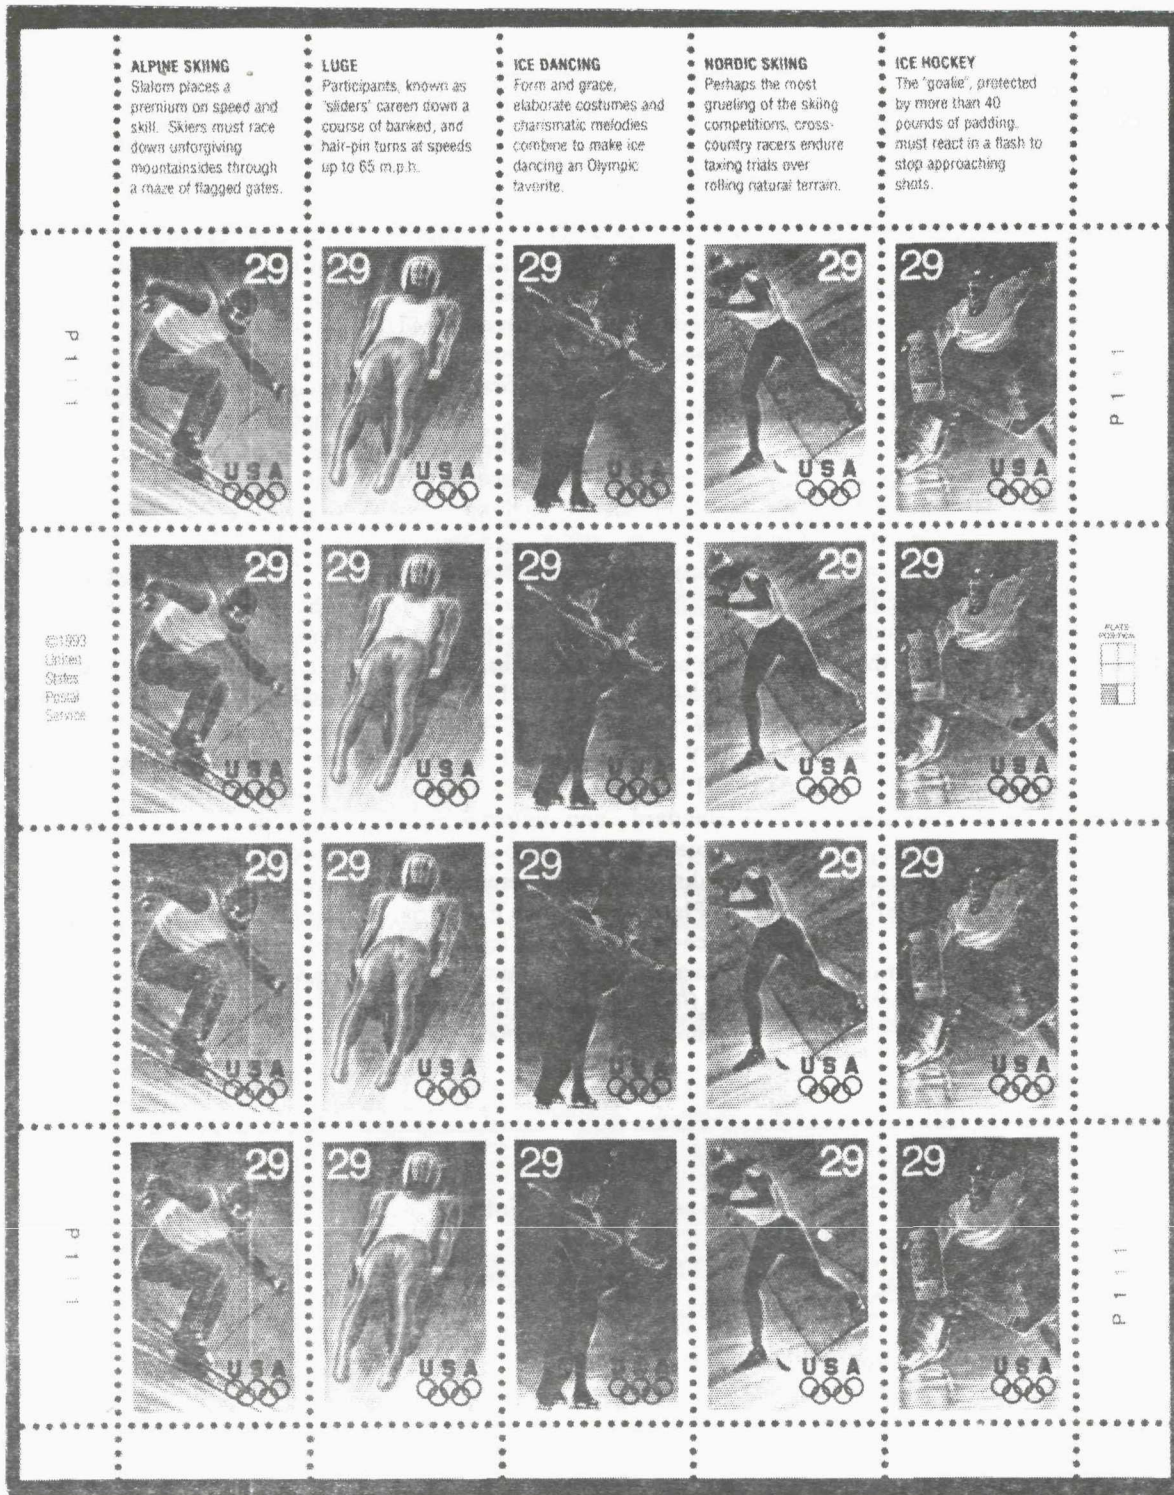 ALPINE SKIING
Slalom places a
premium on speed and
skill. Skiers must race
down unforgiving
mountainsides through
a maze of flagged gates.
LUGE
Participants, known as
"sliders" careen down a
course of banked, and
hair-pin turns at speeds
up to 65 m.p.h.
ICE DANCING
Form and grace,
elaborate costumes and
charismatic melodies
combine to make ice
dancing an Olympic
favorite.
NORDIC SKIING
Perhaps the most
grueling of the skiing
competitions, cross-
country racers endure
taxing trials over
rolling natural terrain.
ICE HOCKEY
The "goalie", protected
by more than 40
pounds of padding,
must react in a flash to
stop approaching
shots.
P111
29
USA
29
USA
29
USA
29
USA
29
USA
P111
©1993
United
States
Postal
Service
29
USA
29
USA
29
USA
29
USA
29
USA
PLATE
POSITION
29
USA
29
USA
29
USA
29
USA
29
USA
P111
29
USA
29
USA
29
USA
29
USA
29
USA
P111